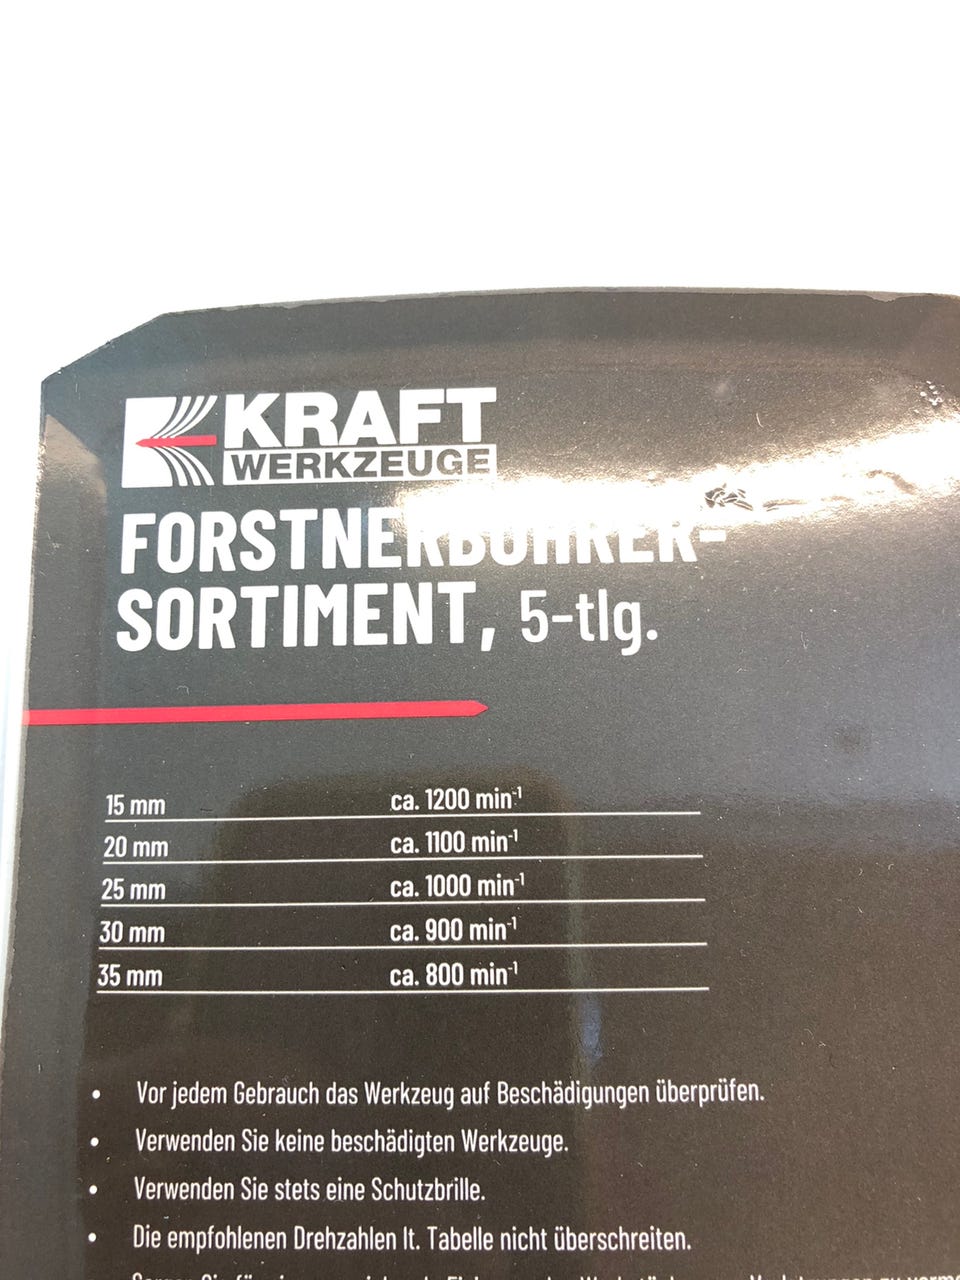 KRAFT
WERKZEUGE
FORSTNERBOHRER-
SORTIMENT, 5-tlg.
15 mm ca. 1200 min⁻¹
20 mm ca. 1100 min⁻¹
25 mm ca. 1000 min⁻¹
30 mm ca. 900 min⁻¹
35 mm ca. 800 min⁻¹
• Vor jedem Gebrauch das Werkzeug auf Beschädigungen überprüfen.
• Verwenden Sie keine beschädigten Werkzeuge.
• Verwenden Sie stets eine Schutzbrille.
• Die empfohlenen Drehzahlen lt. Tabelle nicht überschreiten.